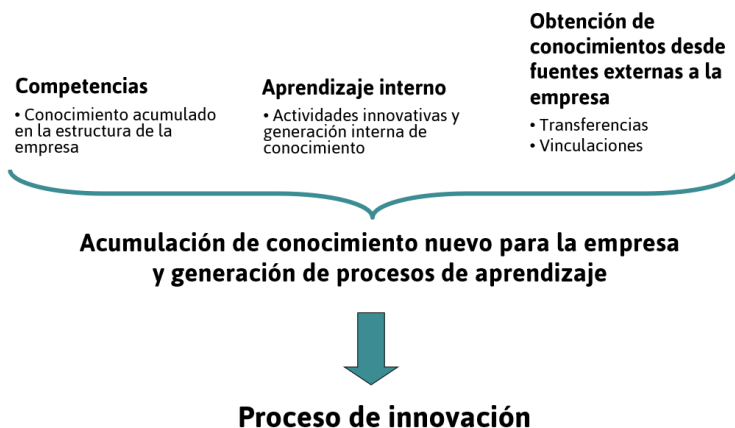 Competencias
• Conocimiento acumulado
en la estructura de la
empresa
Aprendizaje interno
• Actividades innovativas y
generación interna de
conocimiento
Obtención de
conocimientos desde
fuentes externas a la
empresa
• Transferencias
• Vinculaciones
Acumulación de conocimiento nuevo para la empresa
y generación de procesos de aprendizaje
Proceso de innovación